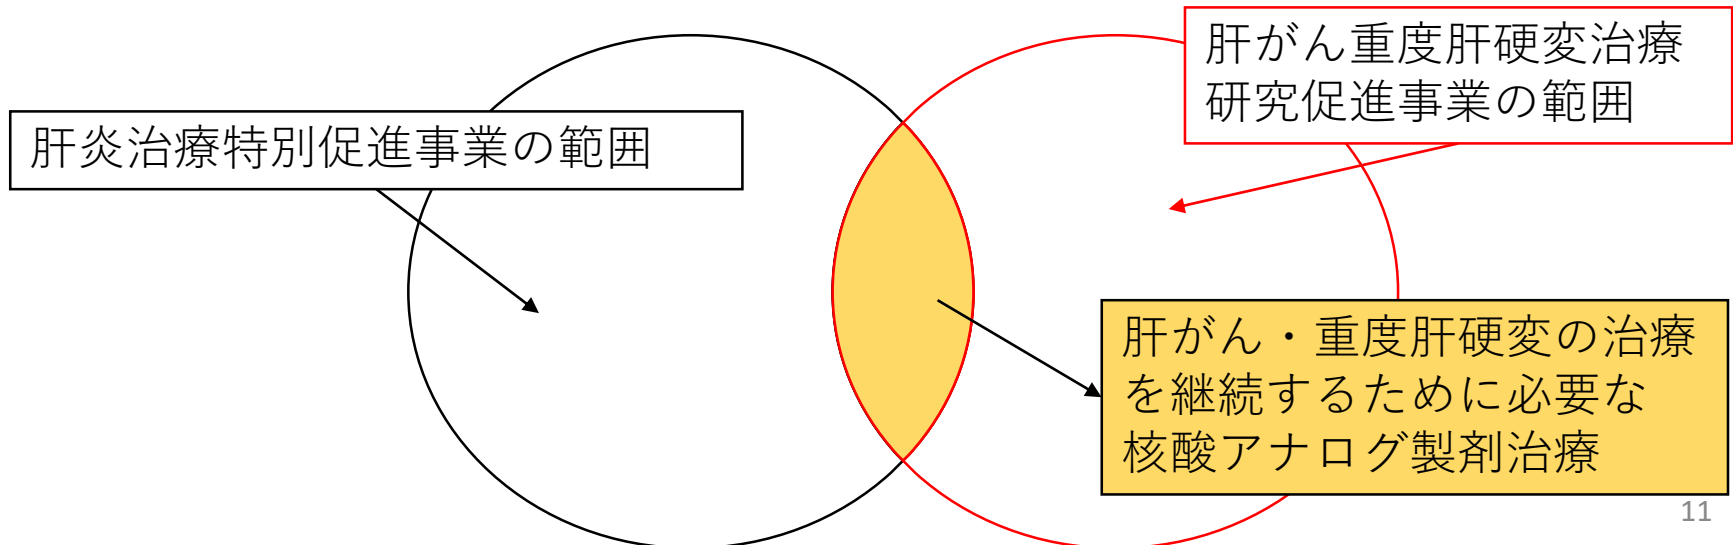 肝炎治療特別促進事業の範囲
肝がん重度肝硬変治療
研究促進事業の範囲
肝がん・重度肝硬変の治療
を継続するために必要な
核酸アナログ製剤治療
11